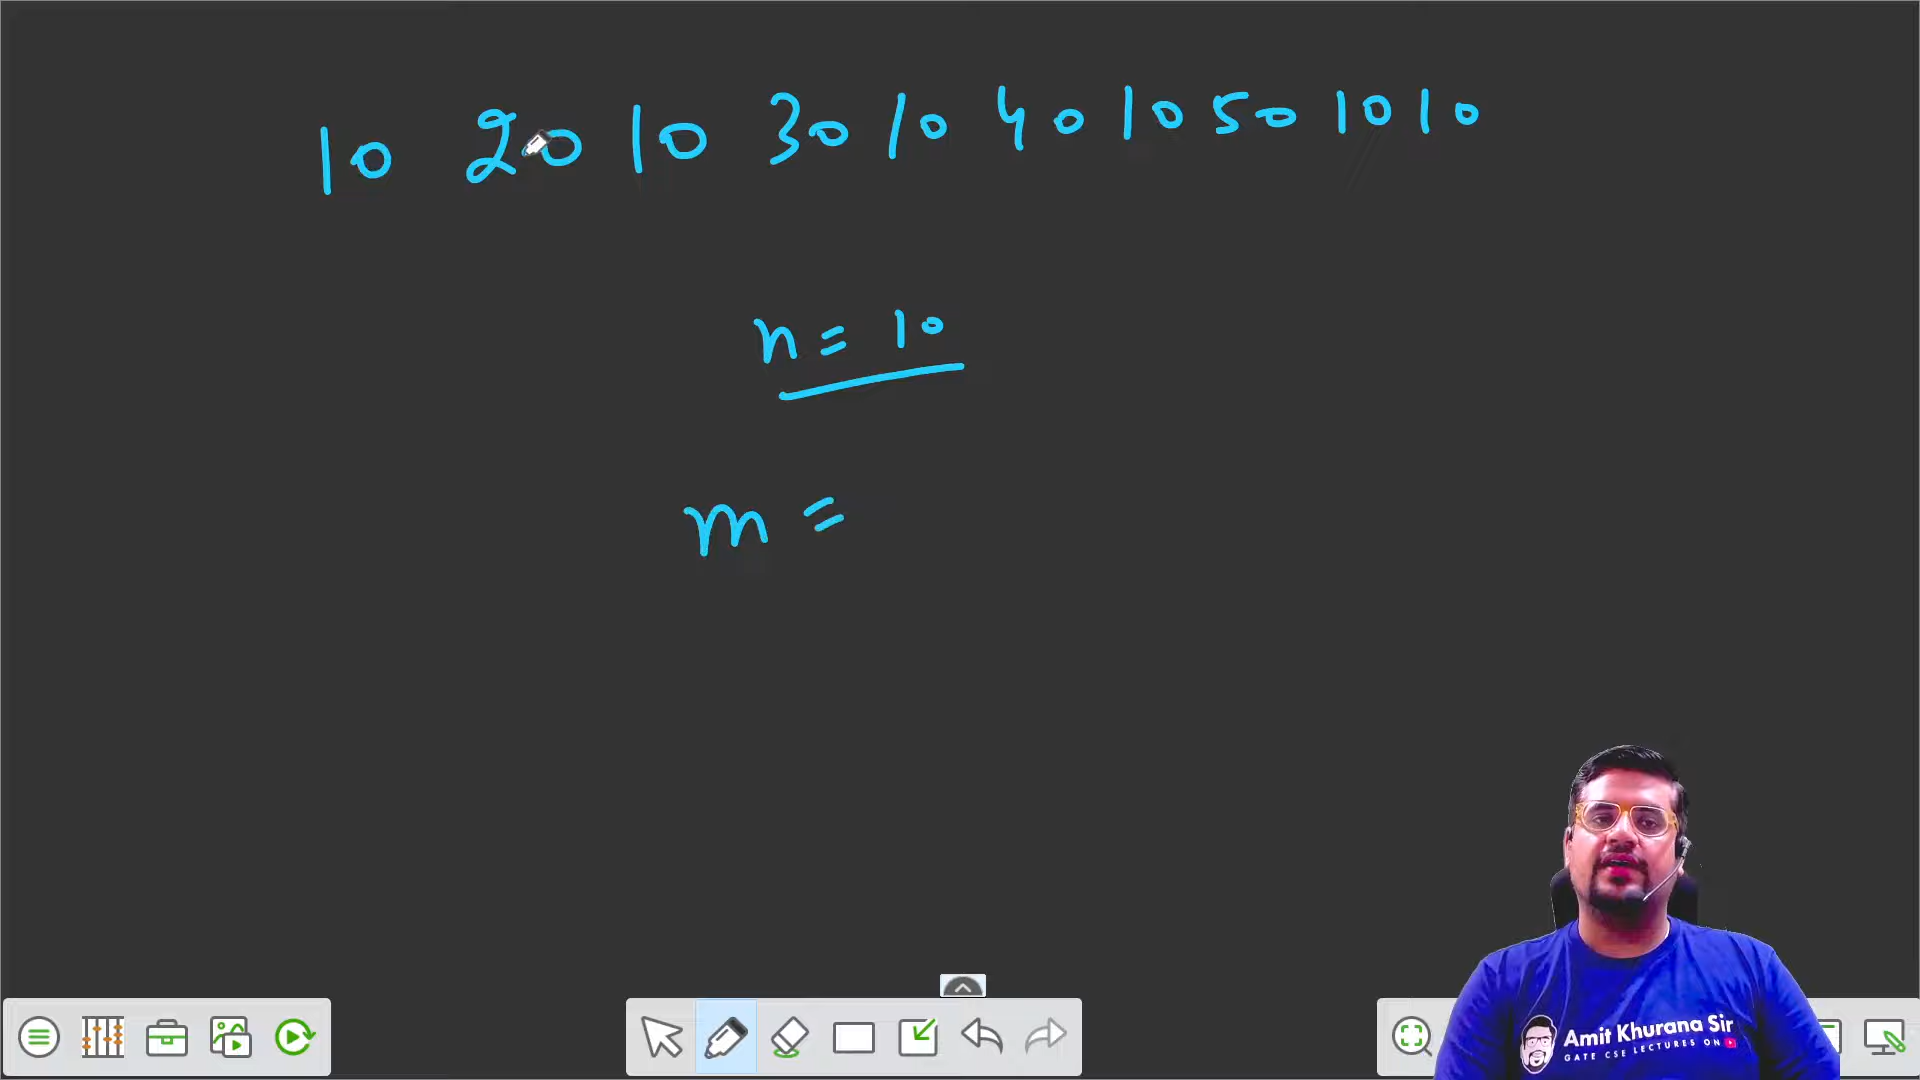 10 20 10 30 10 40 10 50 10 10
n = 10
m =
Amit Khurana Sir
GATE CSE LECTURES ON